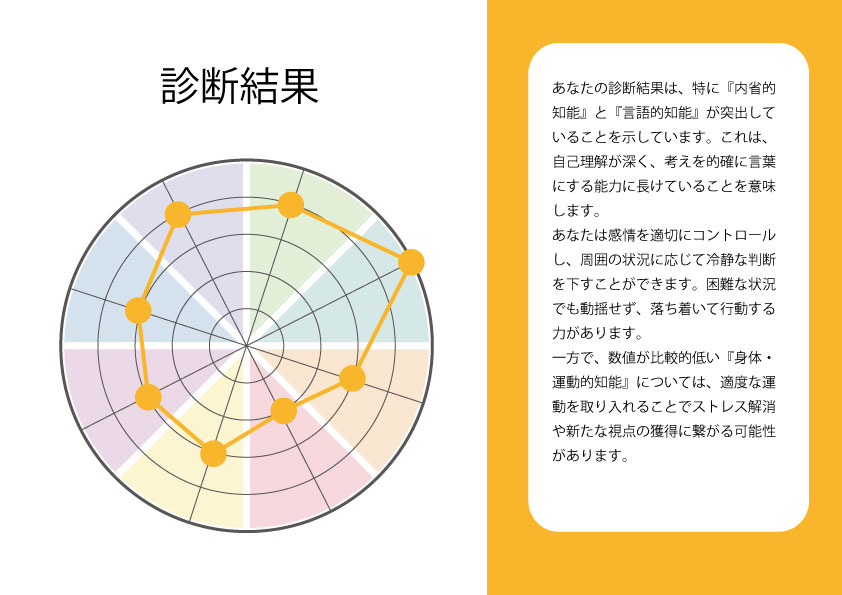 診断結果
あなたの診断結果は、特に『内省的
知能』と『言語的知能』が突出して
いることを示しています。これは、
自己理解が深く、考えを的確に言葉
にする能力に長けていることを意味
します。
あなたは感情を適切にコントロール
し、周囲の状況に応じて冷静な判断
を下すことができます。困難な状況
でも動揺せず、落ち着いて行動する
力があります。
一方で、数値が比較的低い『身体・
運動的知能』については、適度な運
動を取り入れることでストレス解消
や新たな視点の獲得に繋がる可能性
があります。